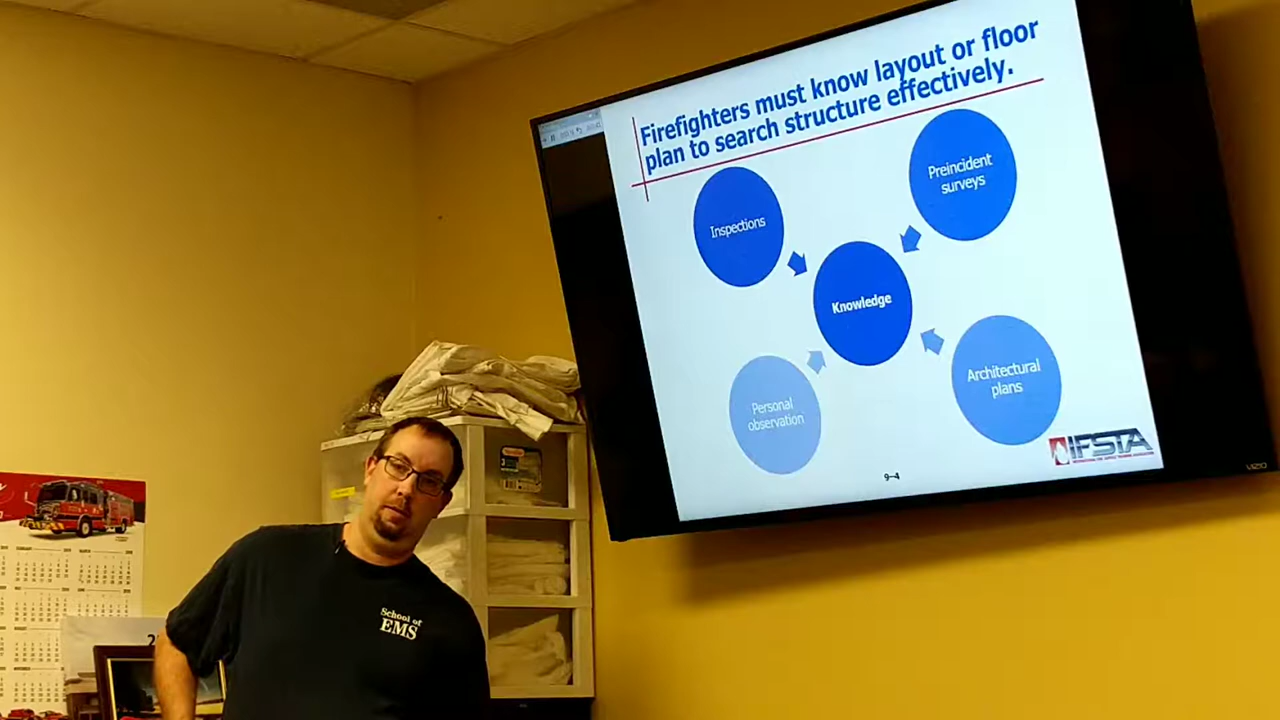 Firefighters must know layout or floor
plan to search structure effectively.
Preincident
surveys
Inspections
Knowledge
Architectural
plans
Personal
observation
IFSTA
9-4
VIZIO
School of
EMS